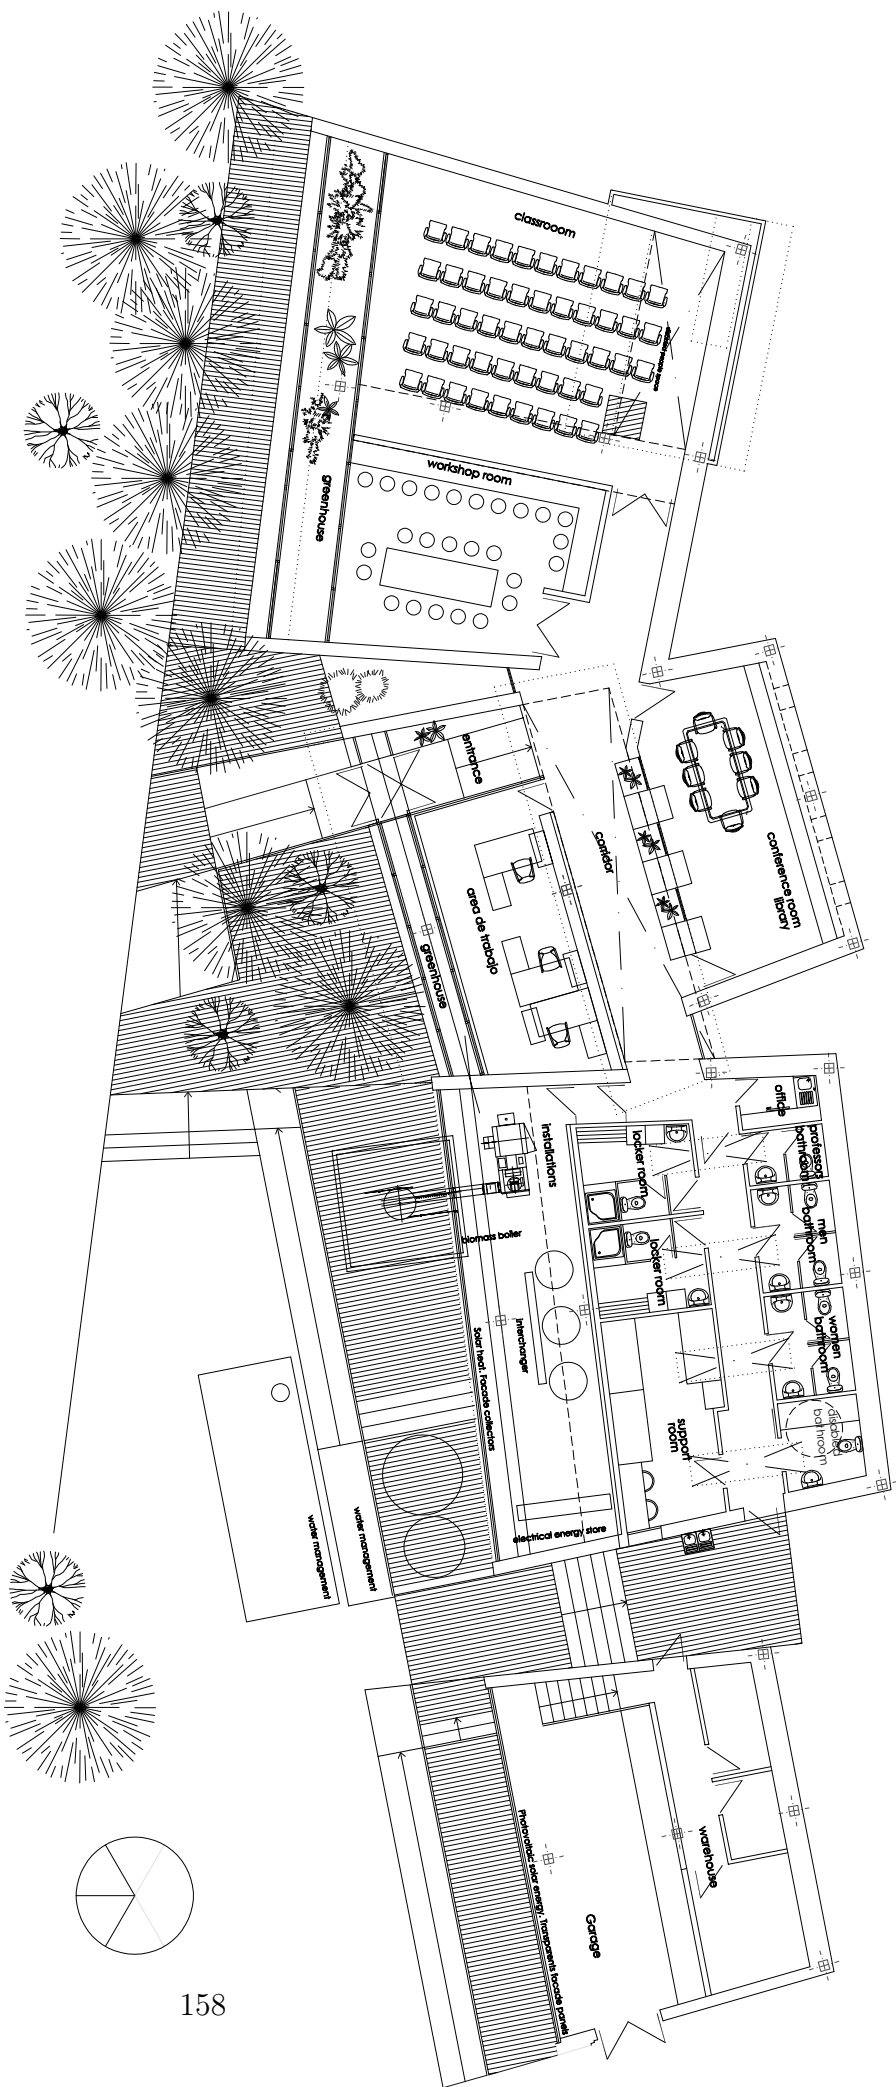 classrooom
workshop room
greenhouse
entrance
corridor
conference room
library
area de trabajo
greenhouse
office
professors
bathroom
installations
locker room
men
bathroom
biomass boiler
locker room
interchanger
women
bathroom
Solar heat. Facade collectors
support
room
disabled
bathroom
water management
water management
electrical energy store
Photovoltaic solar energy. Transparents facade panels
warehouse
Garage
158